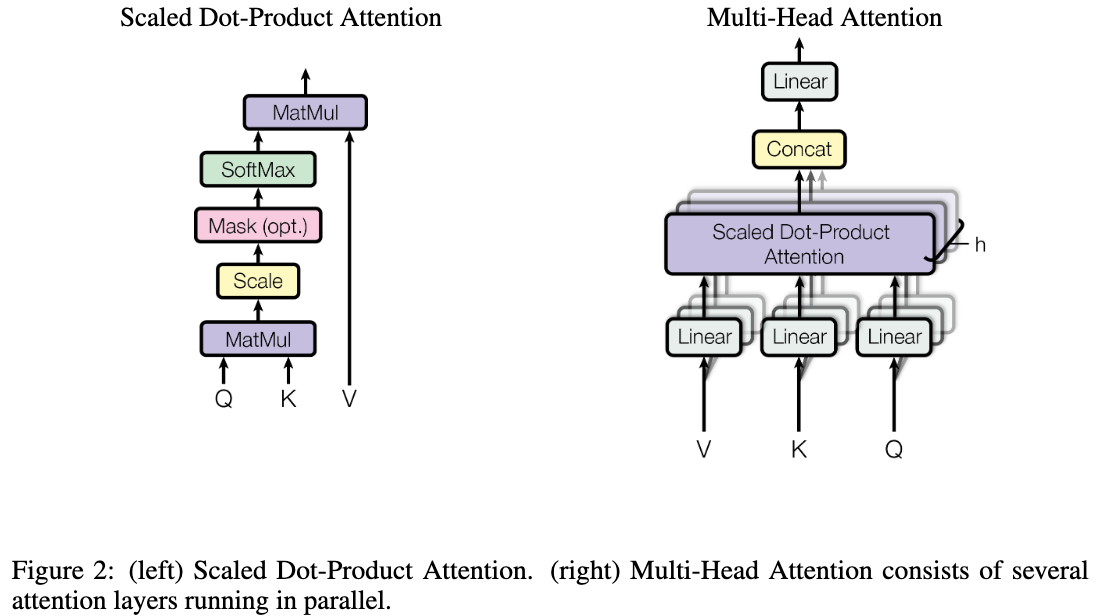 Scaled Dot-Product Attention
MatMul
SoftMax
Mask (opt.)
Scale
MatMul
Q K V
Multi-Head Attention
Linear
Concat
Scaled Dot-Product
Attention
h
Linear Linear Linear
V K Q
Figure 2: (left) Scaled Dot-Product Attention. (right) Multi-Head Attention consists of several
attention layers running in parallel.